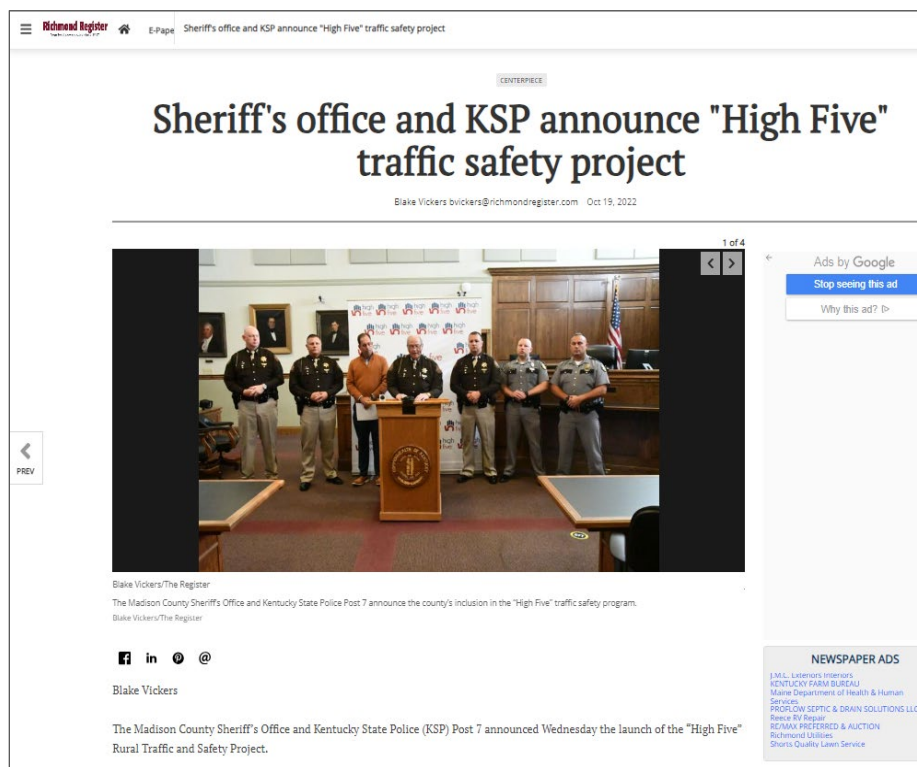 Richmond Register
E-Pape
Sheriff's office and KSP announce "High Five" traffic safety project
CENTERPIECE
Sheriff's office and KSP announce "High Five"
traffic safety project
Blake Vickers bvickers@richmondregister.com Oct 19, 2022
1 of 4
high five
Ads by Google
Stop seeing this ad
Why this ad?
PREV
Blake Vickers/The Register
The Madison County Sheriff's Office and Kentucky State Police Post 7 announce the county's inclusion in the "High Five" traffic safety program.
Blake Vickers/The Register
Blake Vickers
The Madison County Sheriff's Office and Kentucky State Police (KSP) Post 7 announced Wednesday the launch of the "High Five"
Rural Traffic and Safety Project.
NEWSPAPER ADS
J.M.L. Exteriors Interiors
KENTUCKY FARM BUREAU
Maine Department of Health & Human
Services
PROFLOW SEPTIC & DRAIN SOLUTIONS LLC
Reece RV Repair
RE/MAX PREFERRED & AUCTION
Richmond Utilities
Shorts Quality Lawn Service